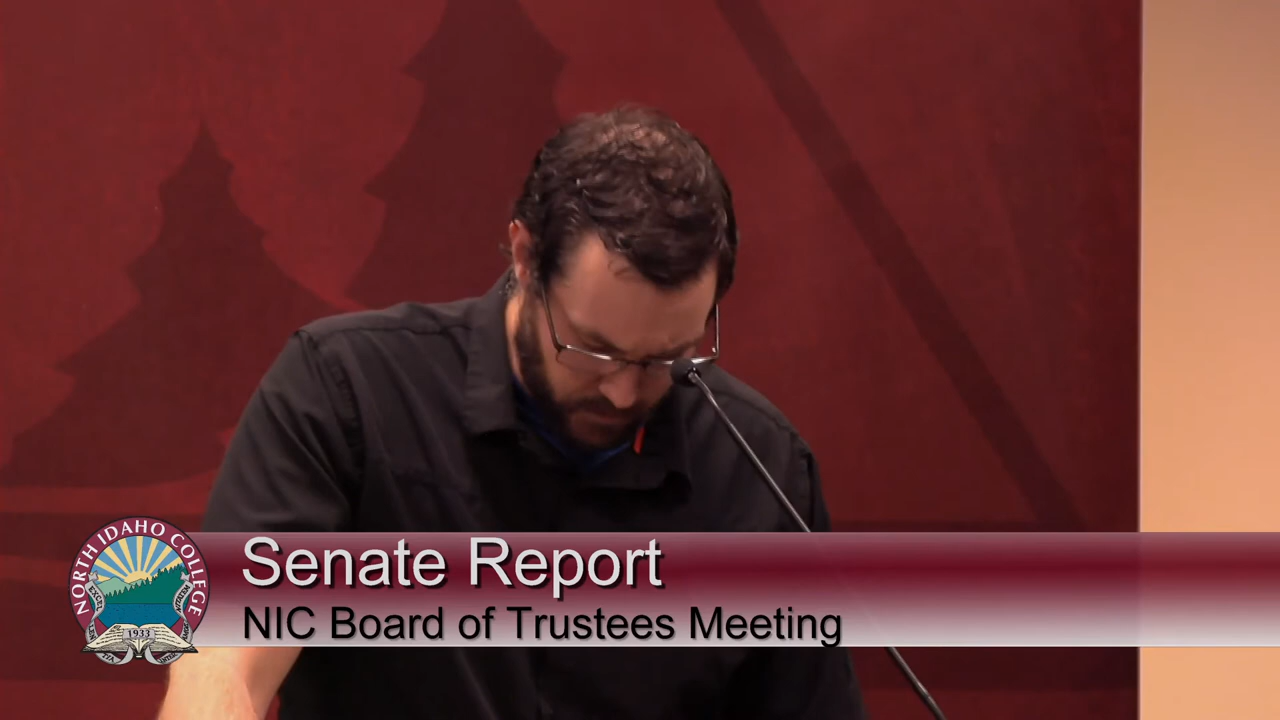 Senate Report
NIC Board of Trustees Meeting
NORTH IDAHO COLLEGE
1933